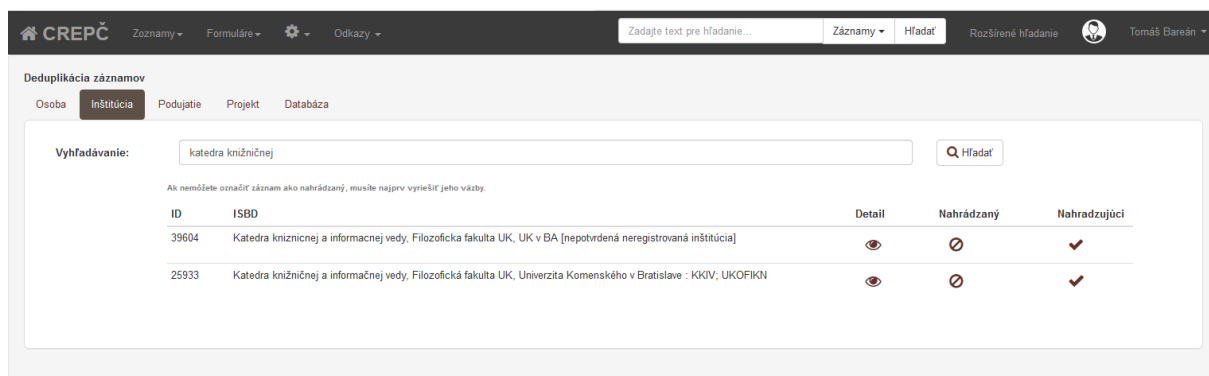 CREPČ Zoznamy Formuláre Odkazy Zadajte text pre hľadanie... Záznamy Hľadať Rozšírené hľadanie Tomáš Bareán
Deduplikácia záznamov
Osoba Inštitúcia Podujatie Projekt Databáza
Vyhľadávanie: katedra knižničnej Hľadať
Ak nemôžete označiť záznam ako nahrádzaný, musíte najprv vyriešiť jeho väzby.
ID ISBD Detail Nahrádzaný Nahradzujúci
39604 Katedra kniznicnej a informacnej vedy, Filozoficka fakulta UK, UK v BA [nepotvrdená neregistrovaná inštitúcia]
25933 Katedra knižničnej a informačnej vedy, Filozofická fakulta UK, Univerzita Komenského v Bratislave : KKIV; UKOFIKN